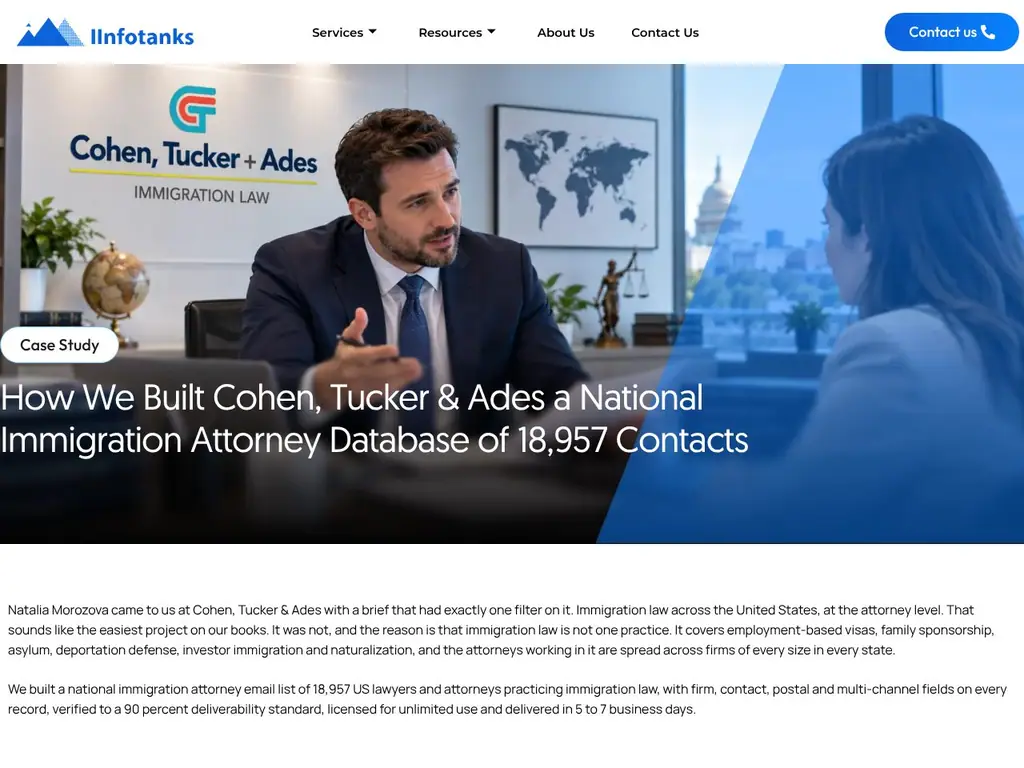 IInfotanks
Services
Resources
About Us
Contact Us
Contact us
Cohen, Tucker + Ades
IMMIGRATION LAW
Case Study
How We Built Cohen, Tucker & Ades a National
Immigration Attorney Database of 18,957 Contacts
Natalia Morozova came to us at Cohen, Tucker & Ades with a brief that had exactly one filter on it. Immigration law across the United States, at the attorney level. That
sounds like the easiest project on our books. It was not, and the reason is that immigration law is not one practice. It covers employment-based visas, family sponsorship,
asylum, deportation defense, investor immigration and naturalization, and the attorneys working in it are spread across firms of every size in every state.
We built a national immigration attorney email list of 18,957 US lawyers and attorneys practicing immigration law, with firm, contact, postal and multi-channel fields on every
record, verified to a 90 percent deliverability standard, licensed for unlimited use and delivered in 5 to 7 business days.